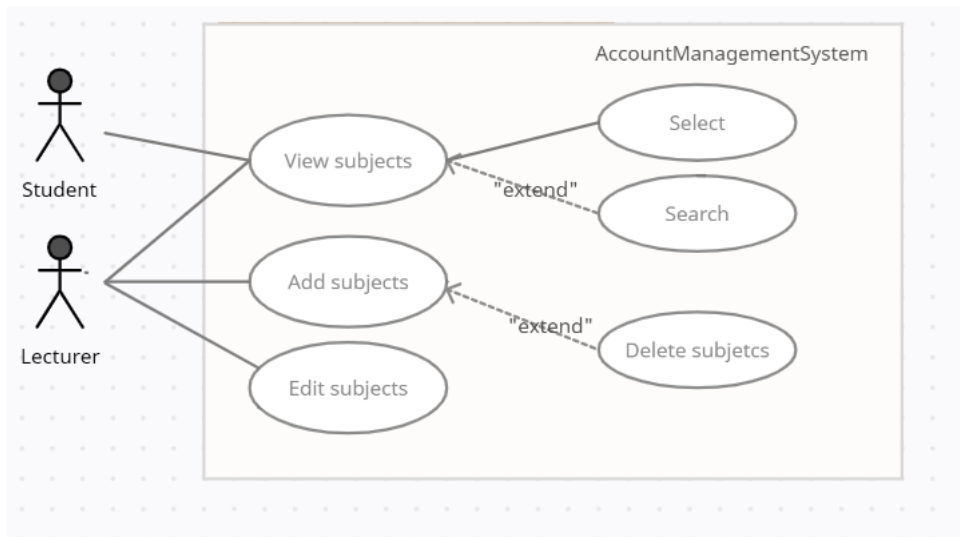 AccountManagementSystem
Student
Lecturer
View subjects
Add subjects
Edit subjects
Select
"extend"
Search
"extend"
Delete subjetcs